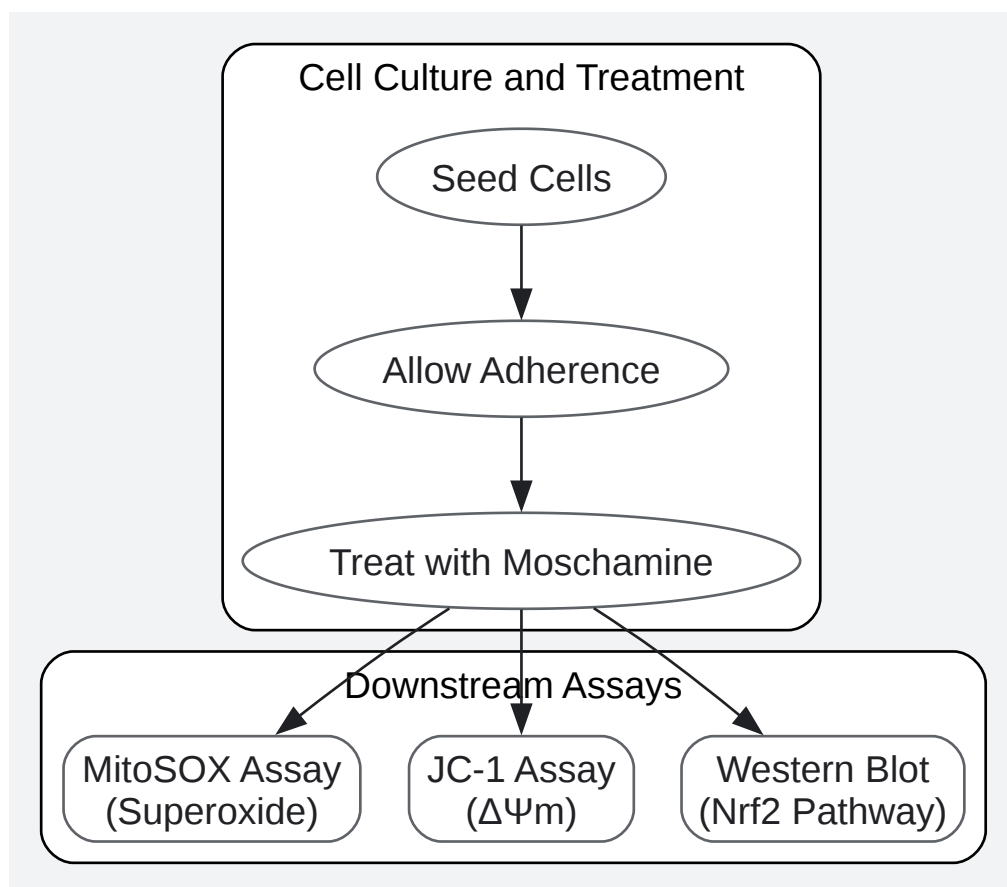 Cell Culture and Treatment
Seed Cells
Allow Adherence
Treat with Moschamine
Downstream Assays
MitoSOX Assay
(Superoxide)
JC-1 Assay
(ΔΨm)
Western Blot
(Nrf2 Pathway)